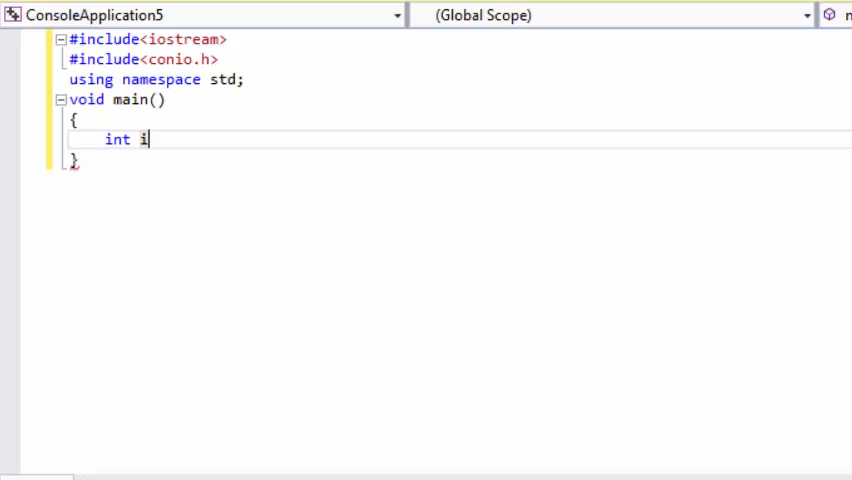 ConsoleApplication5 (Global Scope)
#include<iostream>
#include<conio.h>
using namespace std;
void main()
{
    int i
}